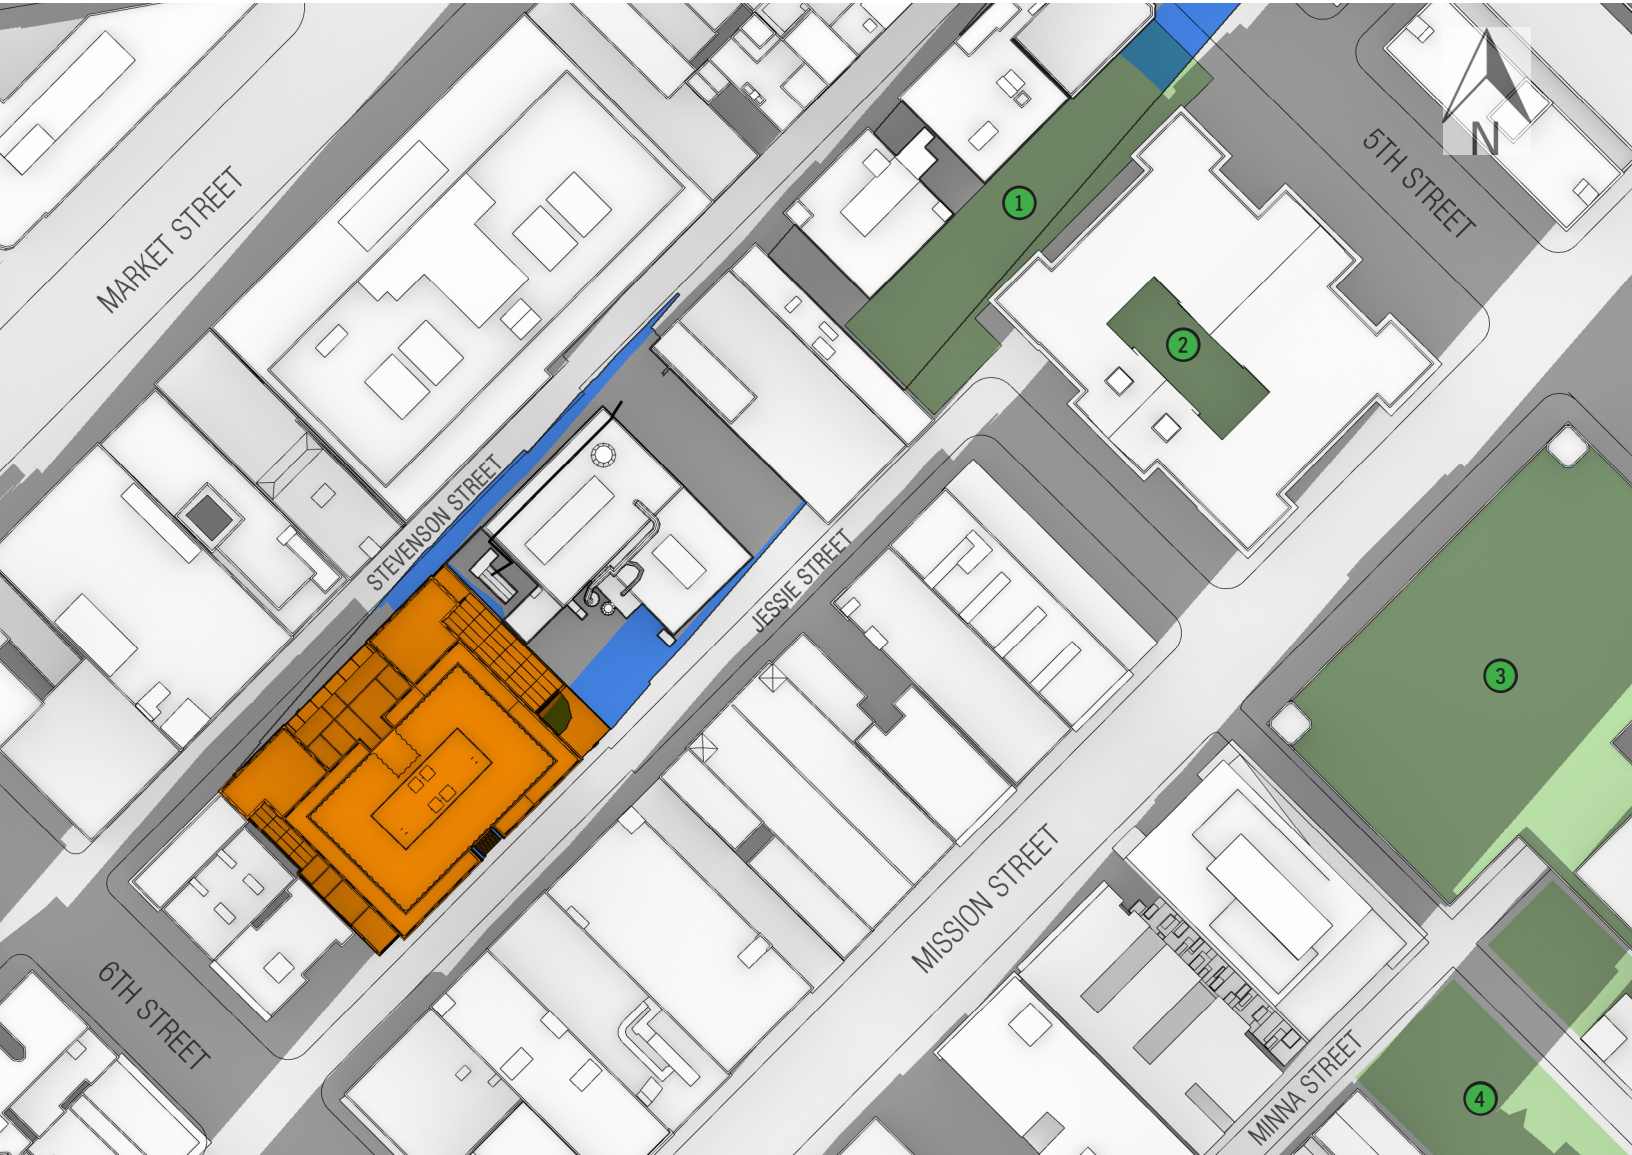 N
5TH STREET
MARKET STREET
1
2
STEVENSON STREET
JESSIE STREET
3
MISSION STREET
6TH STREET
MINNA STREET
4